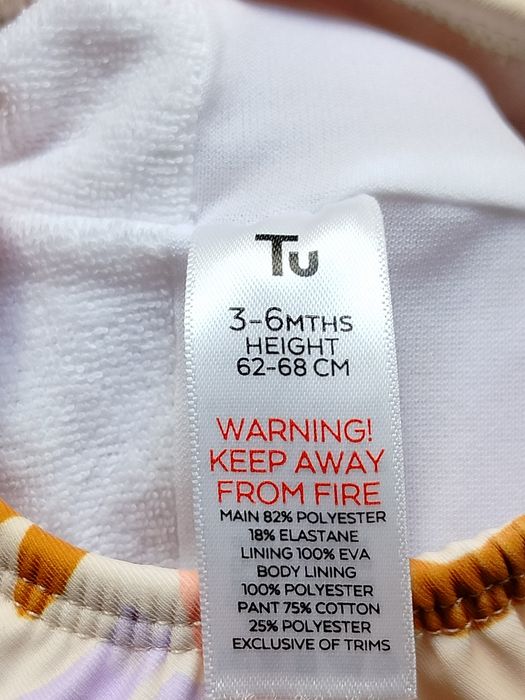 Tu
3-6MTHS
HEIGHT
62-68 CM
WARNING!
KEEP AWAY
FROM FIRE
MAIN 82% POLYESTER
18% ELASTANE
LINING 100% EVA
BODY LINING
100% POLYESTER
PANT 75% COTTON
25% POLYESTER
EXCLUSIVE OF TRIMS